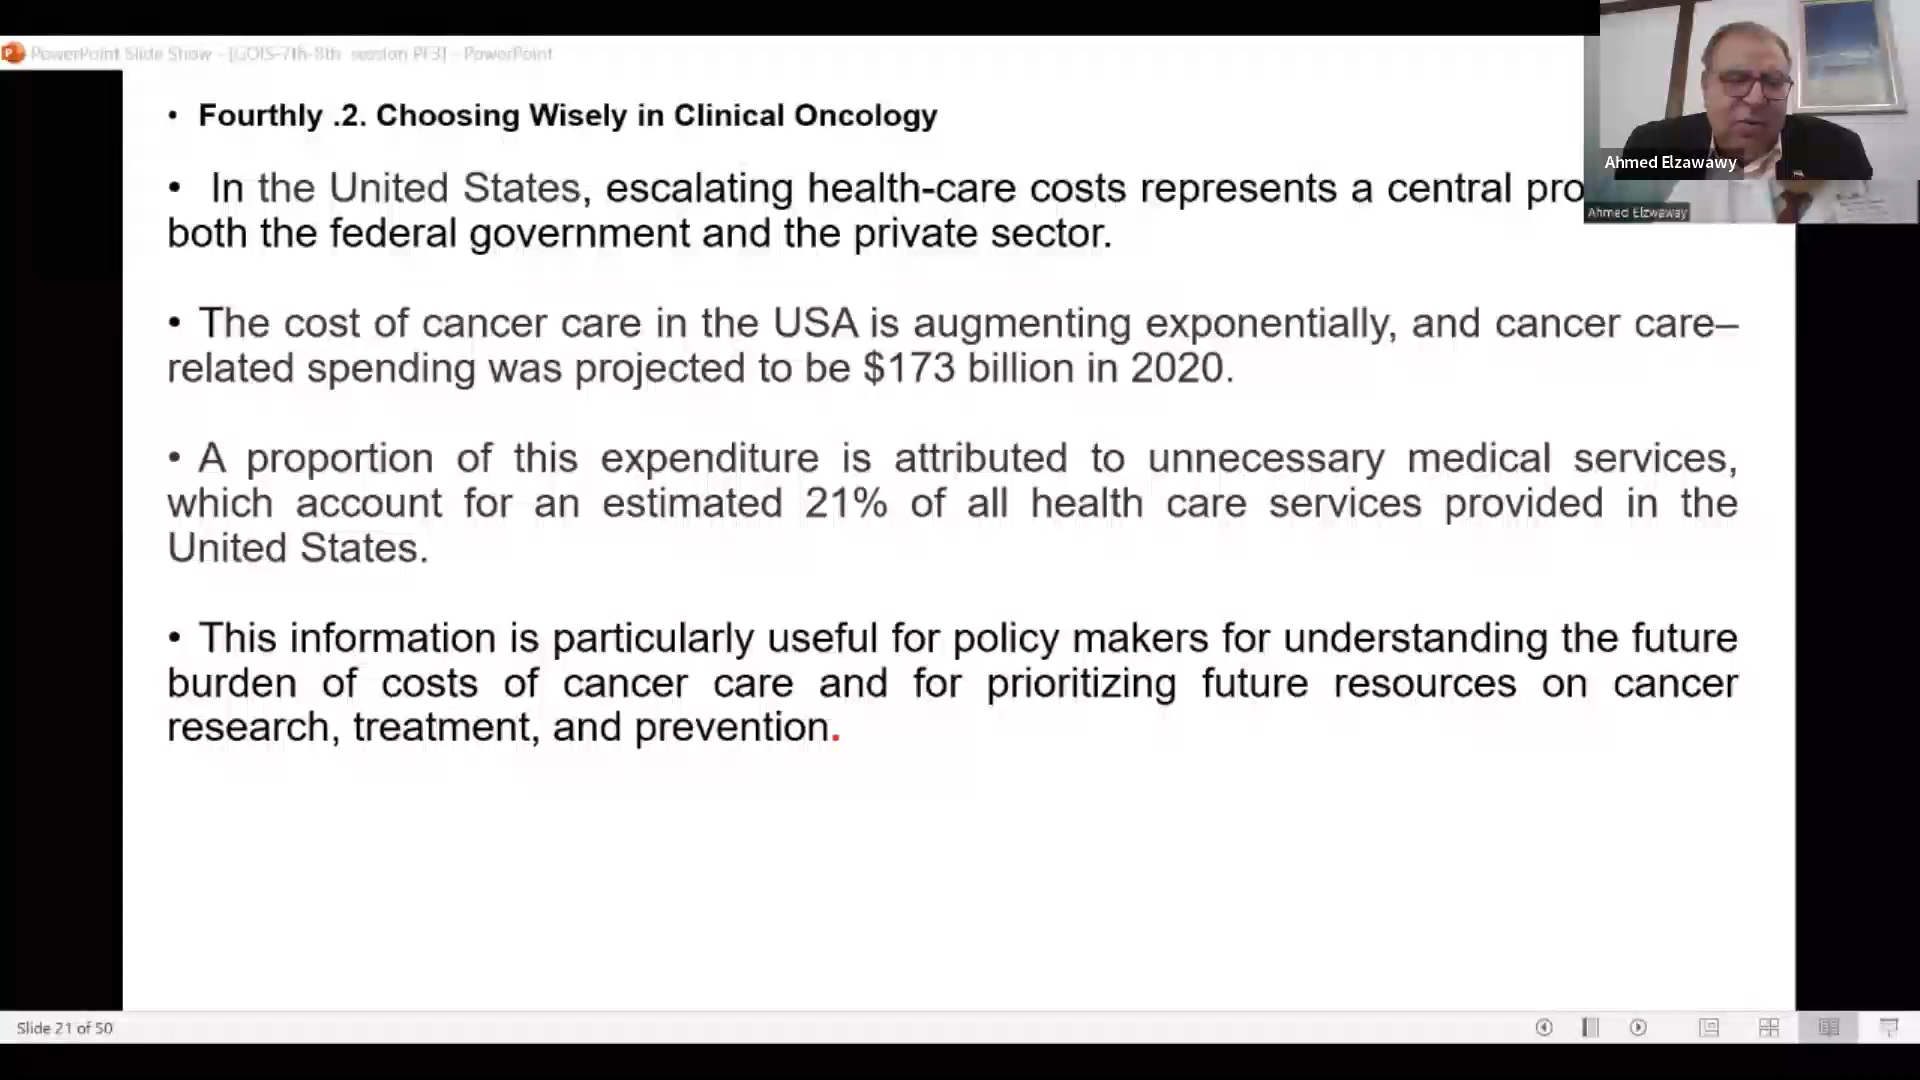 PowerPoint Slide Show - [GOIS-7th-8th session PF3] - PowerPoint
Ahmed Elzawawy
Ahmed Elzwaway
• Fourthly .2. Choosing Wisely in Clinical Oncology
• In the United States, escalating health-care costs represents a central pro
both the federal government and the private sector.
• The cost of cancer care in the USA is augmenting exponentially, and cancer care–
related spending was projected to be $173 billion in 2020.
• A proportion of this expenditure is attributed to unnecessary medical services,
which account for an estimated 21% of all health care services provided in the
United States.
• This information is particularly useful for policy makers for understanding the future
burden of costs of cancer care and for prioritizing future resources on cancer
research, treatment, and prevention.
Slide 21 of 50